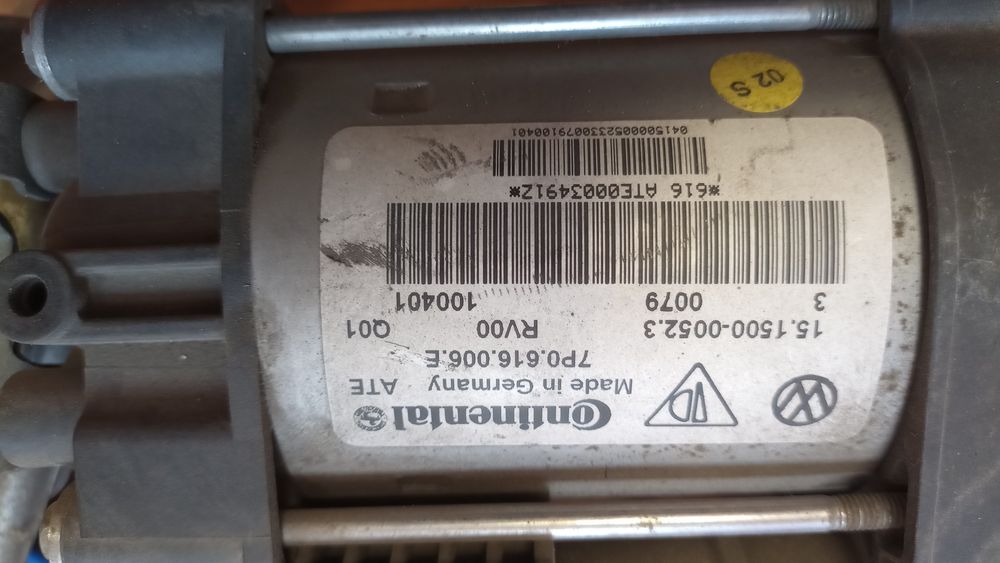 Continental
Made in Germany ATE
7P0.616.006.E
15.1500-0052.3 RV00 Q01
3 0079 100401
*616 ATE00034912*
0415000052330079100401
02 S